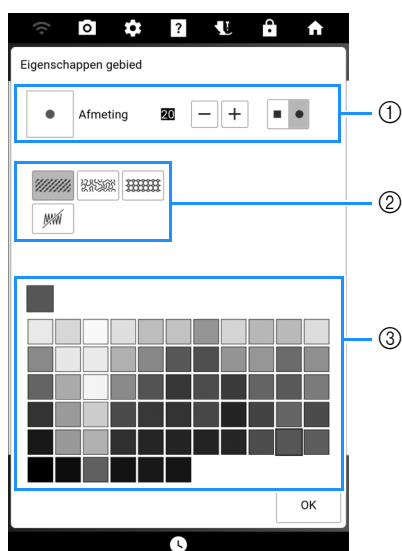 ?
Eigenschappen gebied
Afmeting 20 − +
①
②
③
OK